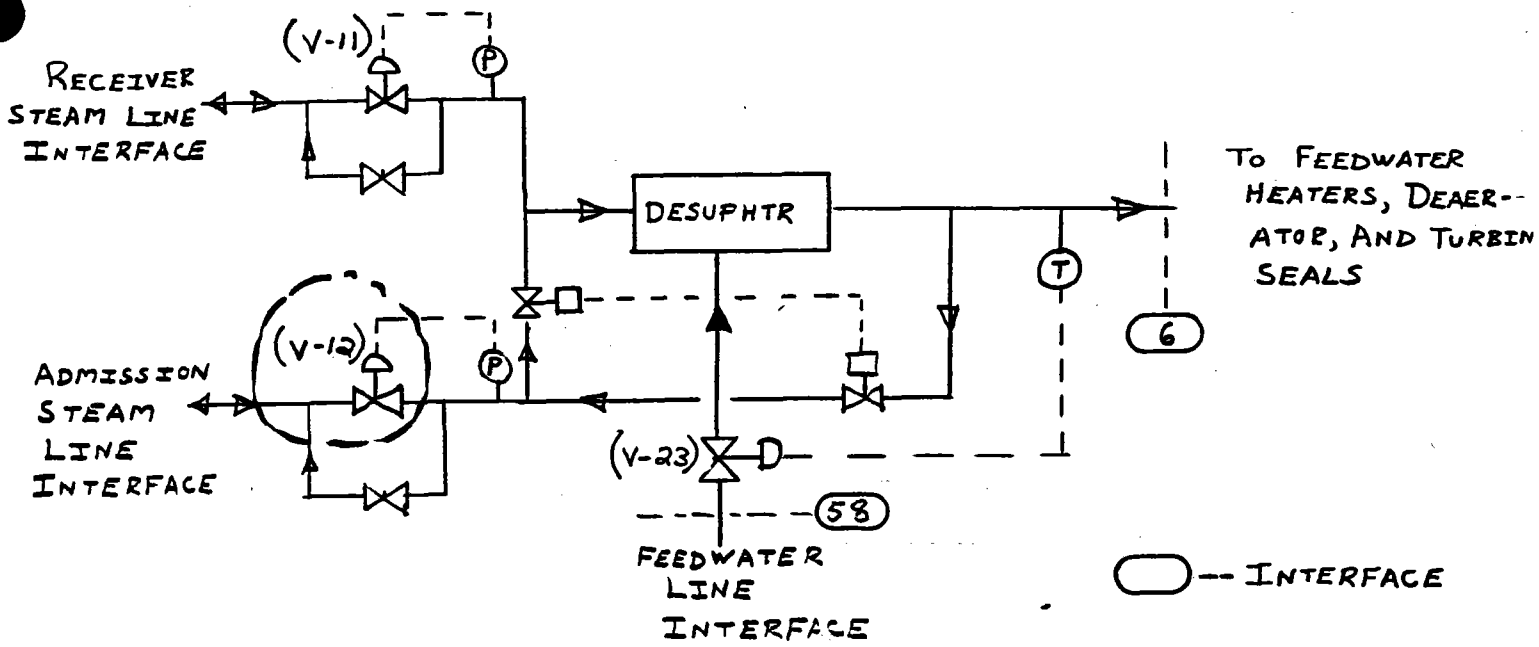 (V-11)
P
RECEIVER
STEAM LINE
INTERFACE
DESUPHTR
TO FEEDWATER
HEATERS, DEAER--
ATOR, AND TURBIN
SEALS
T
6
(V-12)
P
ADMISSION
STEAM
LINE
INTERFACE
(V-23)
58
FEEDWATER
LINE
INTERFACE
-- INTERFACE